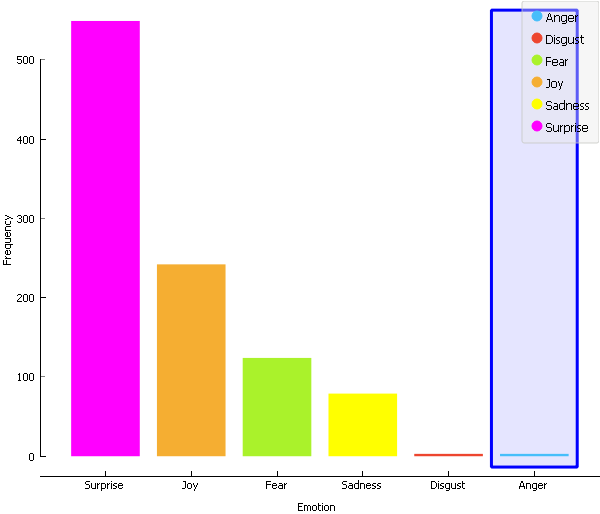 Anger
Disgust
Fear
Joy
Sadness
Surprise
500
400
300
200
100
0
Frequency
Surprise Joy Fear Sadness Disgust Anger
Emotion